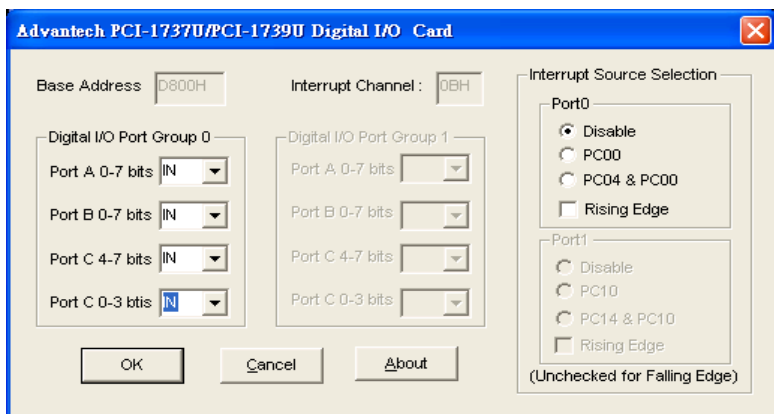 Advantech PCI-1737U/PCI-1739U Digital I/O Card
Base Address D800H
Interrupt Channel : 0BH
Digital I/O Port Group 0
Port A 0-7 bits IN
Port B 0-7 bits IN
Port C 4-7 bits IN
Port C 0-3 btis IN
Digital I/O Port Group 1
Port A 0-7 bits
Port B 0-7 bits
Port C 4-7 bits
Port C 0-3 bits
Interrupt Source Selection
Port0
Disable
PC00
PC04 & PC00
Rising Edge
Port1
Disable
PC10
PC14 & PC10
Rising Edge
(Unchecked for Falling Edge)
OK
Cancel
About